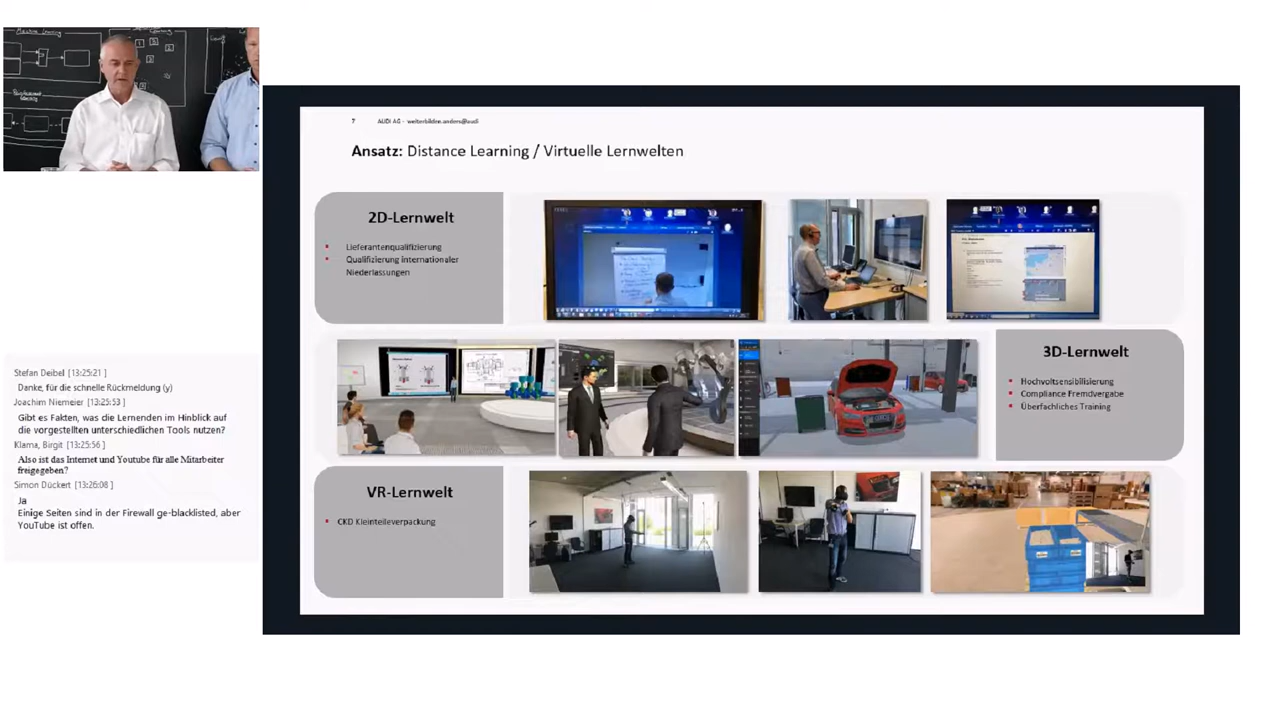 Machine Learning
7 AUDI AG - weiterbilden.anders@audi
Ansatz: Distance Learning / Virtuelle Lernwelten
2D-Lernwelt
Lieferantenqualifizierung
Qualifizierung internationaler
Niederlassungen
3D-Lernwelt
Hochvoltsensibilisierung
Compliance Fremdvergabe
Überfachliches Training
VR-Lernwelt
CKD Kleinteileverpackung
Stefan Deibel [13:25:21 ]
Danke, für die schnelle Rückmeldung (y)
Joachim Niemeier [13:25:53 ]
Gibt es Fakten, was die Lernenden im Hinblick auf
die vorgestellten unterschiedlichen Tools nutzen?
Klama, Birgit [13:25:56 ]
Also ist das Internet und Youtube für alle Mitarbeiter
freigegeben?
Simon Dückert [13:26:08 ]
Ja
Einige Seiten sind in der Firewall ge-blacklisted, aber
YouTube ist offen.